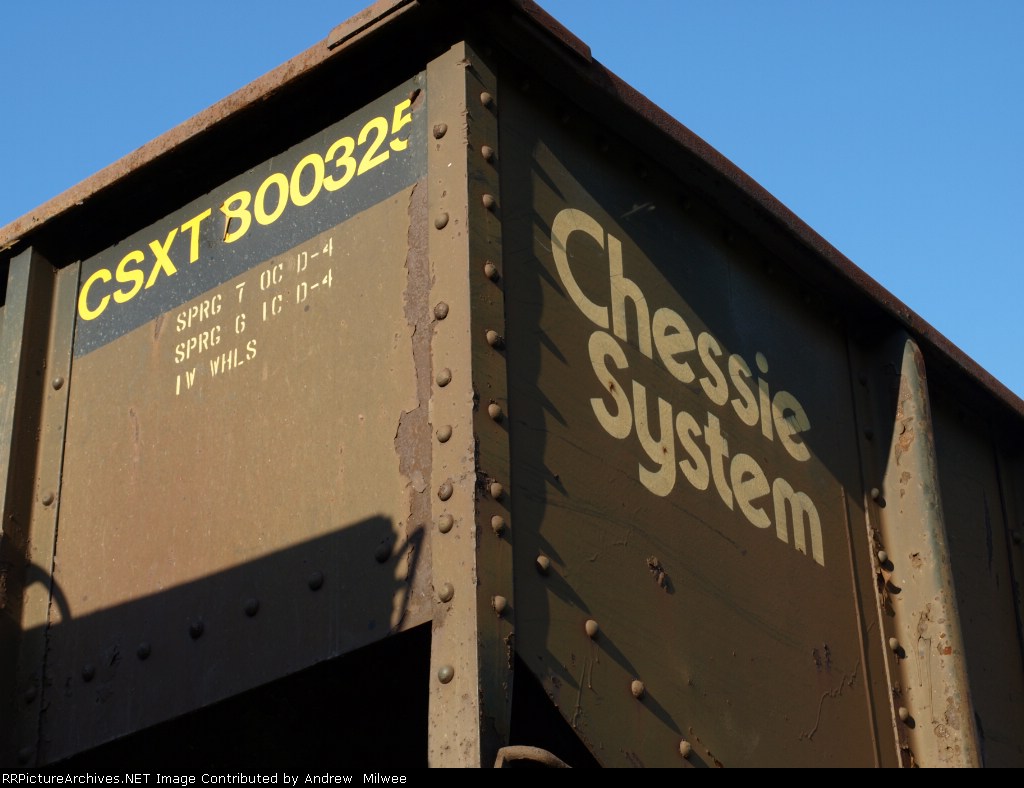 CSXT 800325
SPRG 7 OC D-4
SPRG 6 IC D-4
1W WHLS
Chessie
System
RRPictureArchives.NET Image Contributed by Andrew Milwee